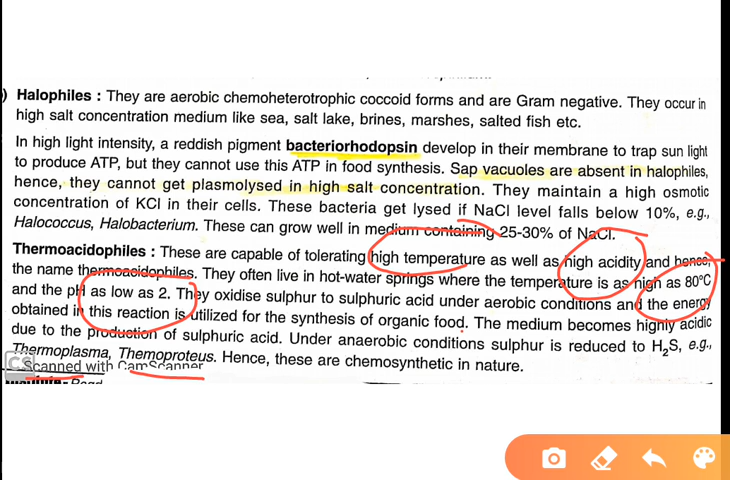 ) Halophiles : They are aerobic chemoheterotrophic coccoid forms and are Gram negative. They occur in
high salt concentration medium like sea, salt lake, brines, marshes, salted fish etc.
In high light intensity, a reddish pigment bacteriorhodopsin develop in their membrane to trap sun light
to produce ATP, but they cannot use this ATP in food synthesis. Sap vacuoles are absent in halophiles,
hence, they cannot get plasmolysed in high salt concentration. They maintain a high osmotic
concentration of KCl in their cells. These bacteria get lysed if NaCl level falls below 10%, e.g.,
Halococcus, Halobacterium. These can grow well in medium containing 25-30% of NaCl.
Thermoacidophiles : These are capable of tolerating high temperature as well as high acidity and hence,
the name thermoacidophiles. They often live in hot-water springs where the temperature is as high as 80°C
and the pH as low as 2. They oxidise sulphur to sulphuric acid under aerobic conditions and the energy
obtained in this reaction is utilized for the synthesis of organic food. The medium becomes highly acidic
due to the production of sulphuric acid. Under anaerobic conditions sulphur is reduced to H₂S, e.g.,
Thermoplasma, Themoproteus. Hence, these are chemosynthetic in nature.
CS Scanned with CamScanner